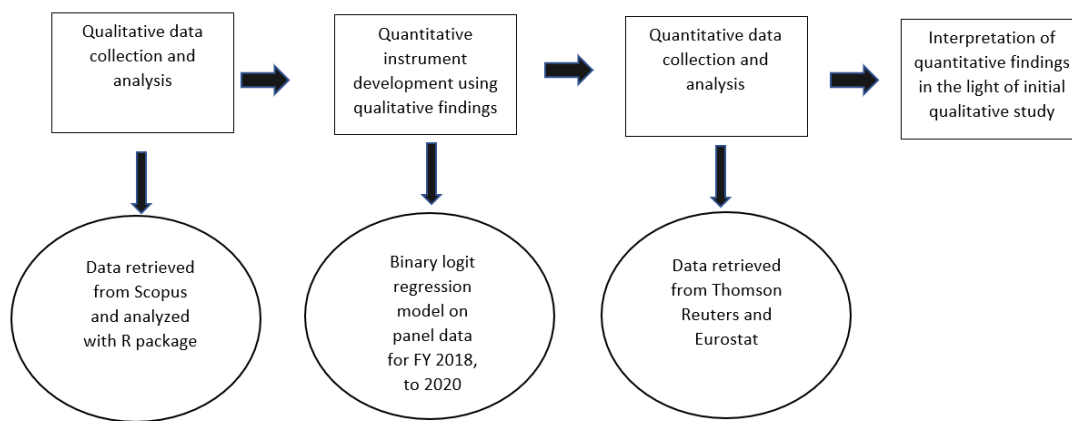 Qualitative data
collection and
analysis
Quantitative
instrument
development using
qualitative findings
Quantitative data
collection and
analysis
Interpretation of
quantitative findings
in the light of initial
qualitative study
Data retrieved
from Scopus
and analyzed
with R package
Binary logit
regression
model on
panel data
for FY 2018,
to 2020
Data retrieved
from Thomson
Reuters and
Eurostat